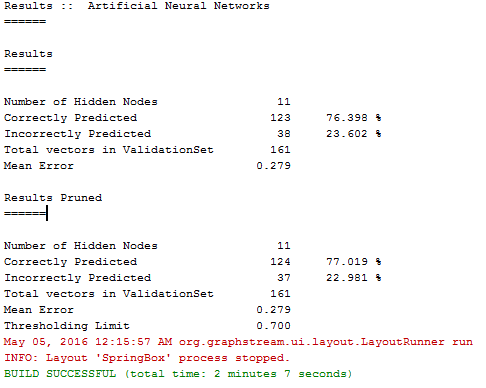 Results ::  Artificial Neural Networks
======
Results
======
Number of Hidden Nodes 11
Correctly Predicted 123 76.398 %
Incorrectly Predicted 38 23.602 %
Total vectors in ValidationSet 161
Mean Error 0.279
Results Pruned
======
Number of Hidden Nodes 11
Correctly Predicted 124 77.019 %
Incorrectly Predicted 37 22.981 %
Total vectors in ValidationSet 161
Mean Error 0.279
Thresholding Limit 0.700
May 05, 2016 12:15:57 AM org.graphstream.ui.layout.LayoutRunner run
INFO: Layout 'SpringBox' process stopped.
BUILD SUCCESSFUL (total time: 2 minutes 7 seconds)